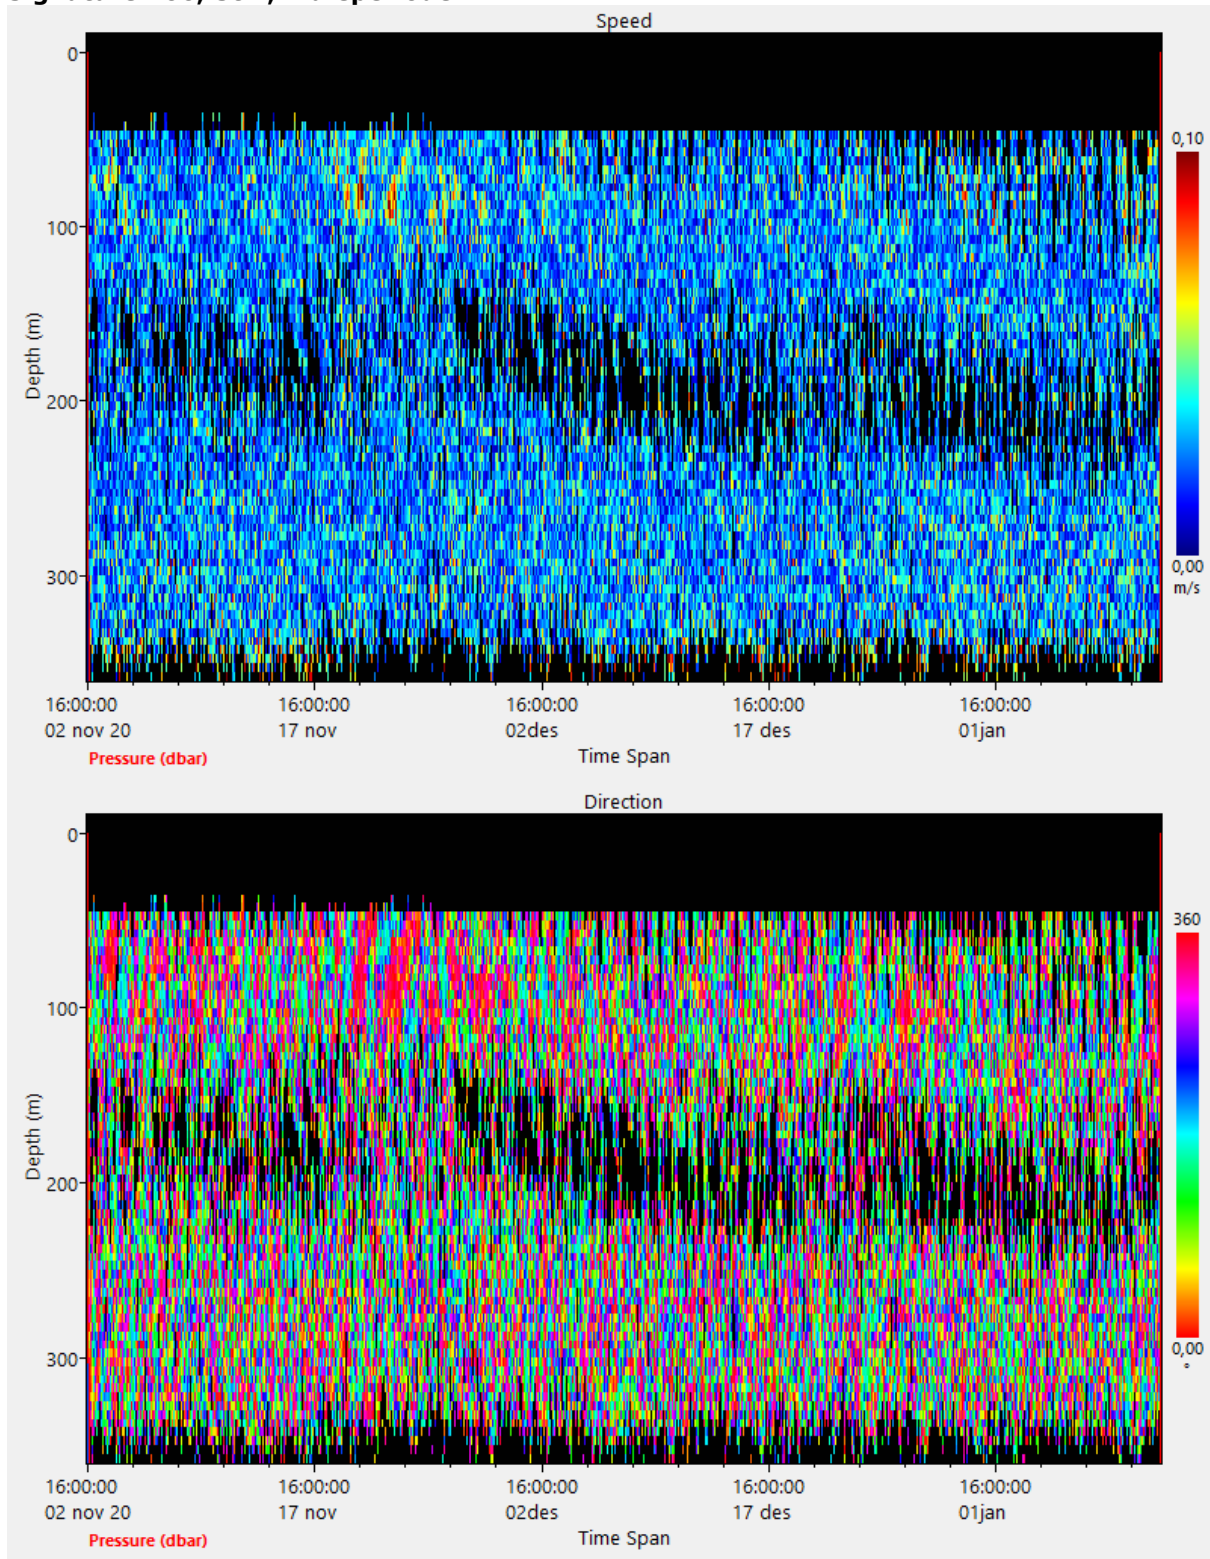 Speed
0
100
200
300
Depth (m)
0,10
0,00
m/s
16:00:00 16:00:00 16:00:00 16:00:00 16:00:00
02 nov 20 17 nov 02des 17 des 01jan
Pressure (dbar) Time Span
Direction
0
100
200
300
Depth (m)
360
0,00
°
16:00:00 16:00:00 16:00:00 16:00:00 16:00:00
02 nov 20 17 nov 02des 17 des 01jan
Pressure (dbar) Time Span